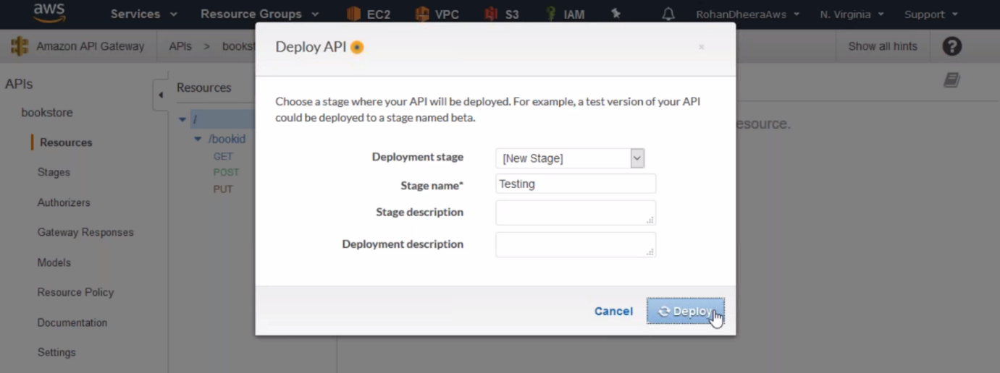 aws Services Resource Groups EC2 VPC S3 IAM RohanDheeraAws N. Virginia Support
Amazon API Gateway APIs > Show all hints ?
Deploy API
APIs
Resources
Choose a stage where your API will be deployed. For example, a test version of your API
could be deployed to a stage named beta.
bookstore
/
esource.
Resources
/bookid
GET
Deployment stage [New Stage]
Stages
POST
Stage name* Testing
PUT
Authorizers
Stage description
Gateway Responses
Deployment description
Models
Resource Policy
Cancel Deploy
Documentation
Settings